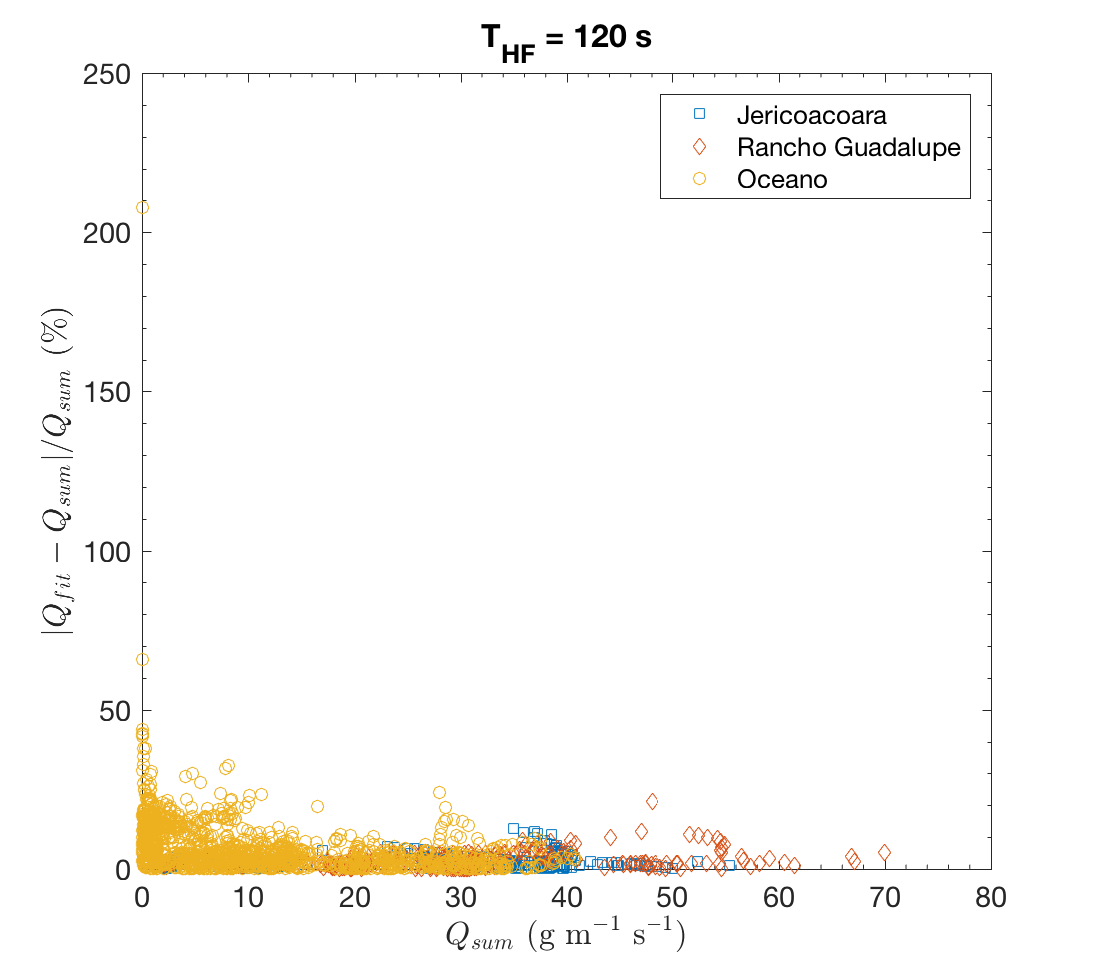 T_HF = 120 s
250
200
150
100
50
0
|Q_fit − Q_sum|/Q_sum (%)
Jericoacoara
Rancho Guadalupe
Oceano
0 10 20 30 40 50 60 70 80
Q_sum (g m⁻¹ s⁻¹)